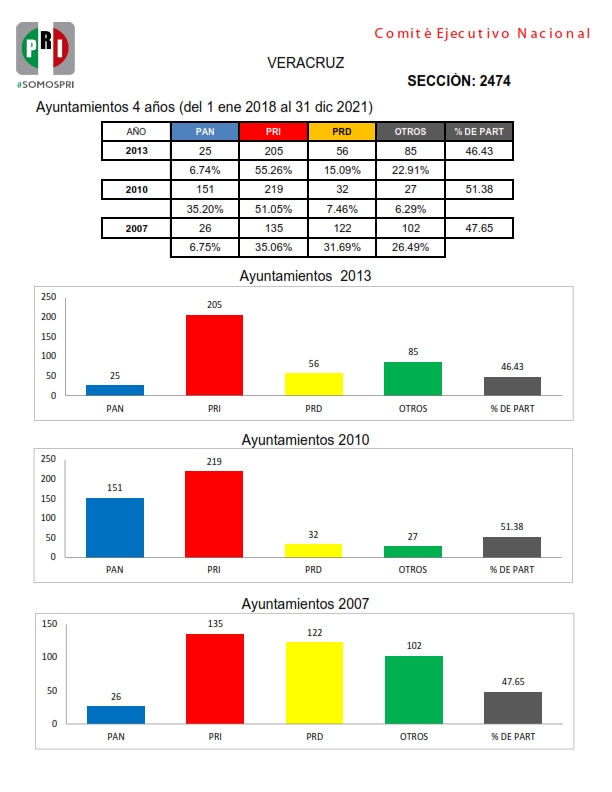 Comité Ejecutivo Nacional
PRI
#SOMOSPRI
VERACRUZ
SECCIÓN: 2474
Ayuntamientos 4 años (del 1 ene 2018 al 31 dic 2021)
AÑO PAN PRI PRD OTROS % DE PART
2013 25 205 56 85 46.43
6.74% 55.26% 15.09% 22.91%
2010 151 219 32 27 51.38
35.20% 51.05% 7.46% 6.29%
2007 26 135 122 102 47.65
6.75% 35.06% 31.69% 26.49%
Ayuntamientos 2013
250
200
150
100
50
0
25 205 56 85 46.43
PAN PRI PRD OTROS % DE PART
Ayuntamientos 2010
250
200
150
100
50
0
151 219 32 27 51.38
PAN PRI PRD OTROS % DE PART
Ayuntamientos 2007
150
100
50
0
26 135 122 102 47.65
PAN PRI PRD OTROS % DE PART